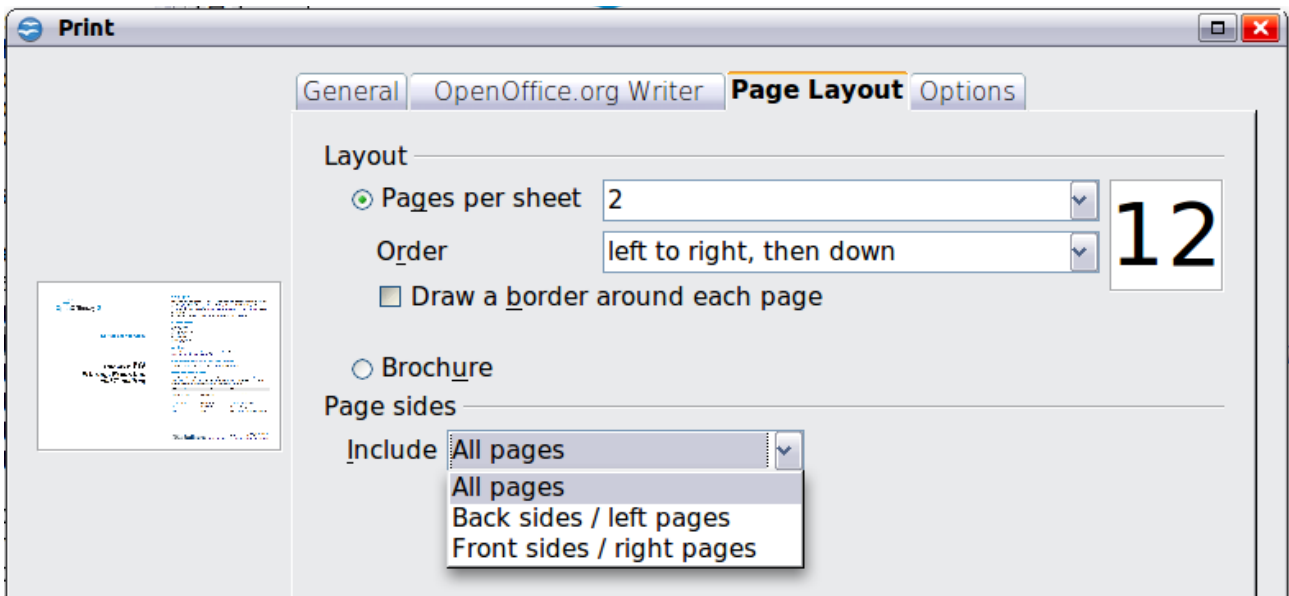 Print
General OpenOffice.org Writer Page Layout Options
Layout
Pages per sheet 2
12
Order left to right, then down
Draw a border around each page
Brochure
Page sides
Include All pages
All pages
Back sides / left pages
Front sides / right pages